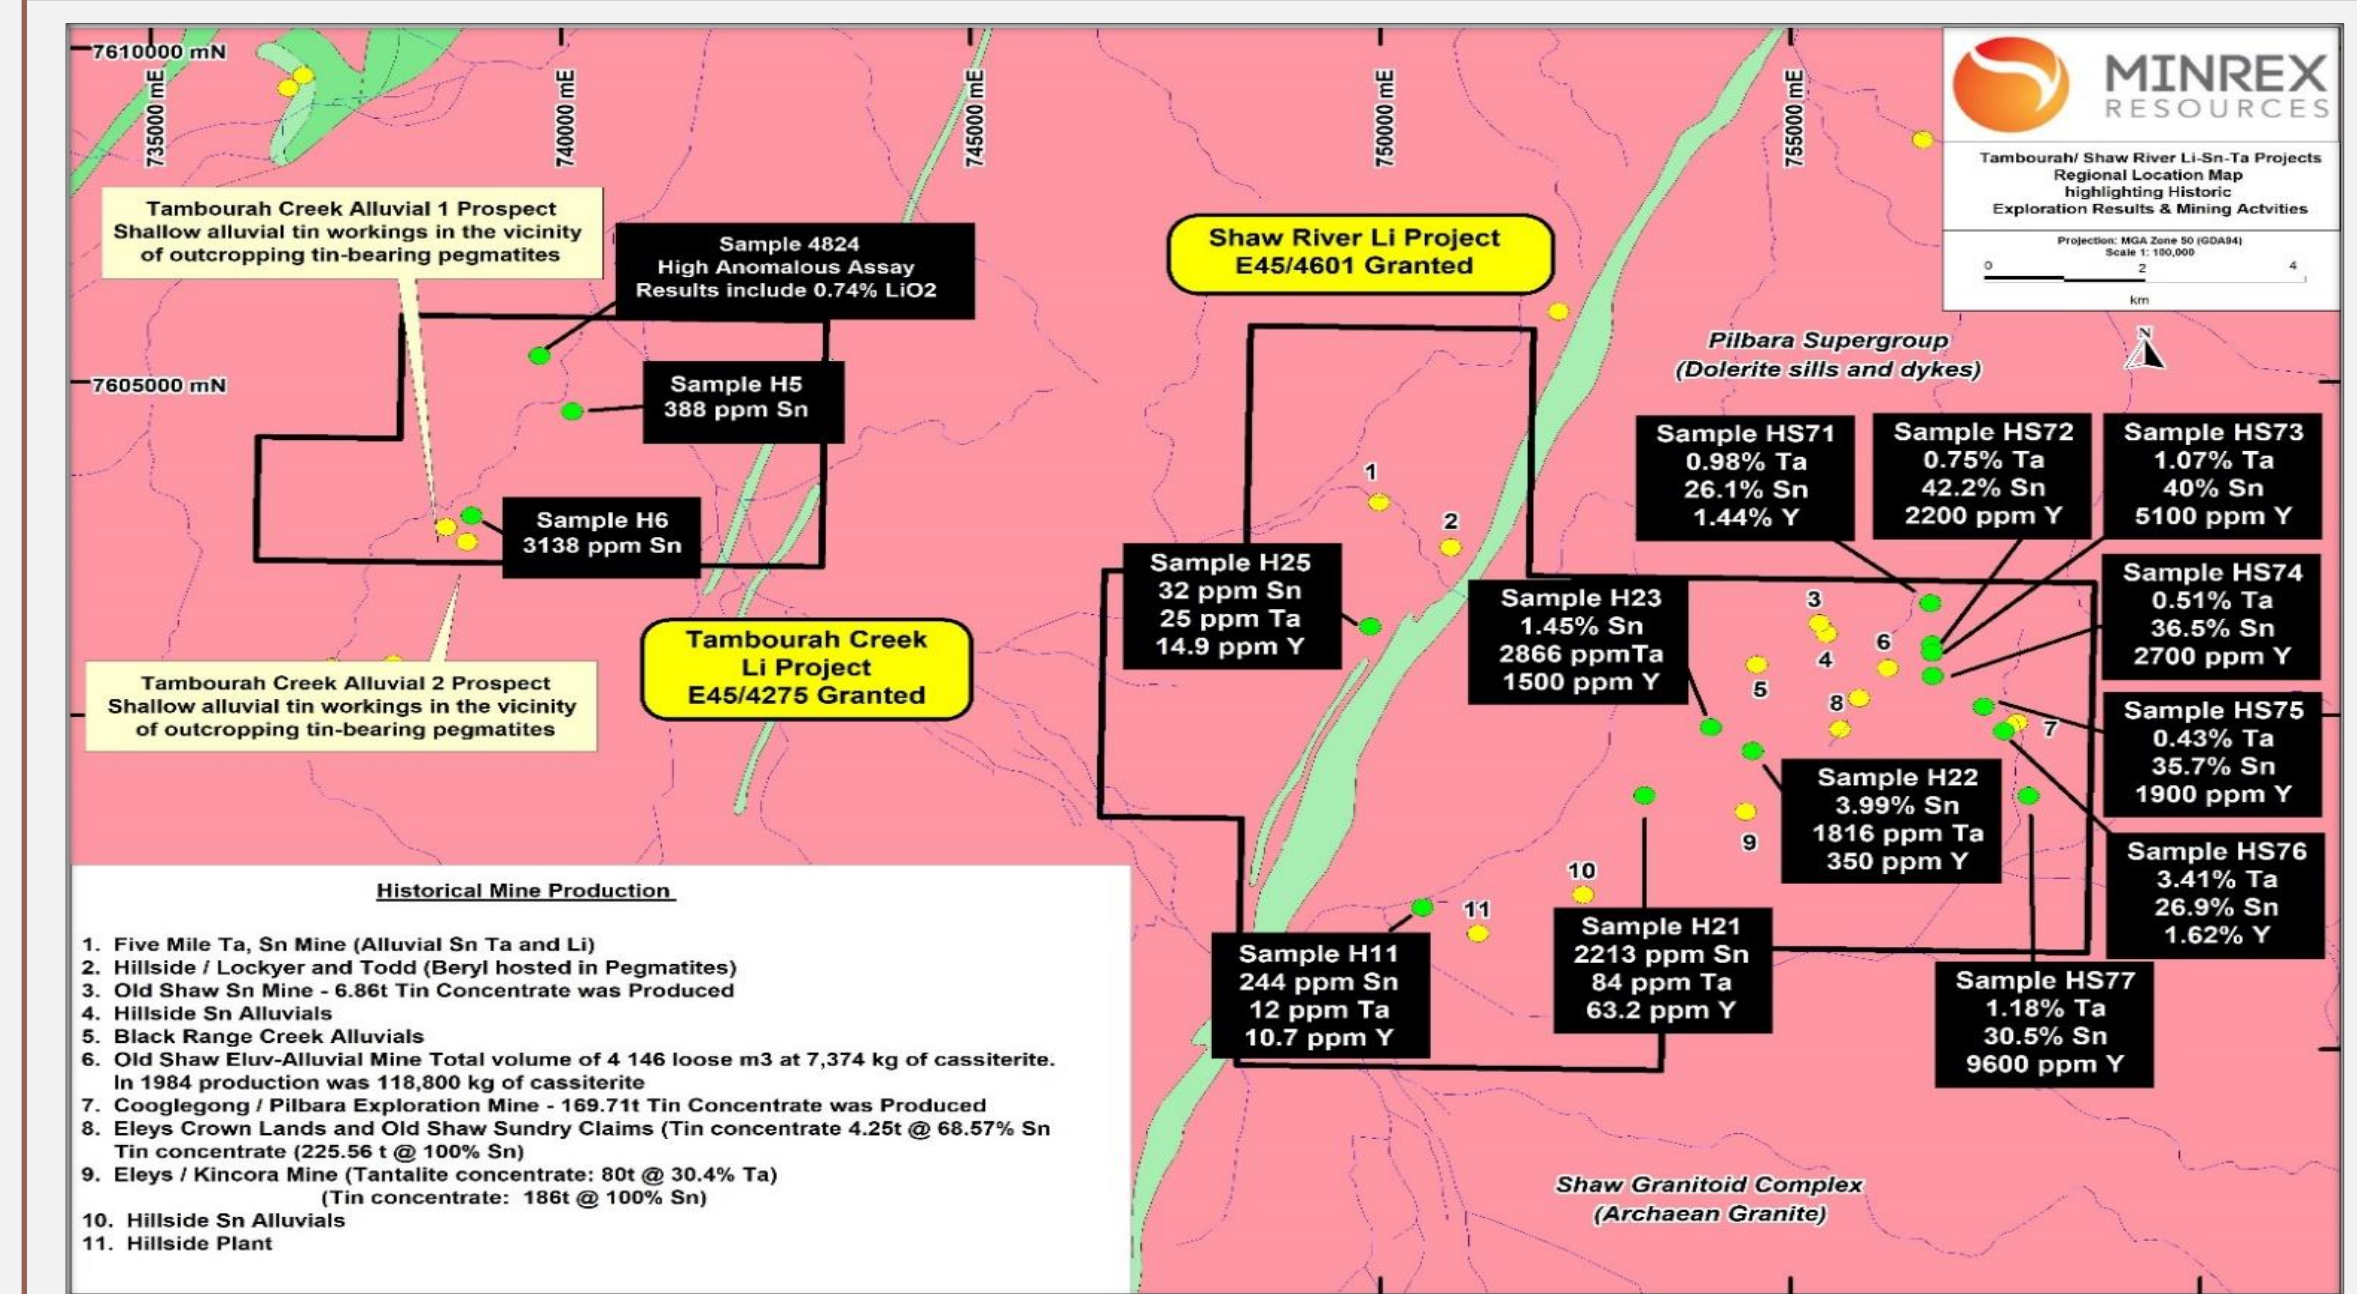 7610000 mN
735000 mE
740000 mE
745000 mE
750000 mE
755000 mE
MINREX
RESOURCES
Tambourah/ Shaw River Li-Sn-Ta Projects
Regional Location Map
highlighting Historic
Exploration Results & Mining Actvities
Projection: MGA Zone 50 (GDA94)
Scale 1: 100,000
0 2 4
km
N
Tambourah Creek Alluvial 1 Prospect
Shallow alluvial tin workings in the vicinity
of outcropping tin-bearing pegmatites
Sample 4824
High Anomalous Assay
Results include 0.74% LiO2
Shaw River Li Project
E45/4601 Granted
Pilbara Supergroup
(Dolerite sills and dykes)
7605000 mN
Sample H5
388 ppm Sn
Sample H6
3138 ppm Sn
Tambourah Creek
Li Project
E45/4275 Granted
Tambourah Creek Alluvial 2 Prospect
Shallow alluvial tin workings in the vicinity
of outcropping tin-bearing pegmatites
1
2
Sample H25
32 ppm Sn
25 ppm Ta
14.9 ppm Y
Sample H23
1.45% Sn
2866 ppmTa
1500 ppm Y
Sample HS71
0.98% Ta
26.1% Sn
1.44% Y
Sample HS72
0.75% Ta
42.2% Sn
2200 ppm Y
Sample HS73
1.07% Ta
40% Sn
5100 ppm Y
Sample HS74
0.51% Ta
36.5% Sn
2700 ppm Y
Sample HS75
0.43% Ta
35.7% Sn
1900 ppm Y
Sample HS76
3.41% Ta
26.9% Sn
1.62% Y
Sample HS77
1.18% Ta
30.5% Sn
9600 ppm Y
3
4
5
6
7
8
9
10
11
Sample H22
3.99% Sn
1816 ppm Ta
350 ppm Y
Sample H21
2213 ppm Sn
84 ppm Ta
63.2 ppm Y
Sample H11
244 ppm Sn
12 ppm Ta
10.7 ppm Y
Shaw Granitoid Complex
(Archaean Granite)
Historical Mine Production
1. Five Mile Ta, Sn Mine (Alluvial Sn Ta and Li)
2. Hillside / Lockyer and Todd (Beryl hosted in Pegmatites)
3. Old Shaw Sn Mine - 6.86t Tin Concentrate was Produced
4. Hillside Sn Alluvials
5. Black Range Creek Alluvials
6. Old Shaw Eluv-Alluvial Mine Total volume of 4 146 loose m3 at 7,374 kg of cassiterite.
In 1984 production was 118,800 kg of cassiterite
7. Cooglegong / Pilbara Exploration Mine - 169.71t Tin Concentrate was Produced
8. Eleys Crown Lands and Old Shaw Sundry Claims (Tin concentrate 4.25t @ 68.57% Sn
Tin concentrate (225.56 t @ 100% Sn)
9. Eleys / Kincora Mine (Tantalite concentrate: 80t @ 30.4% Ta)
(Tin concentrate: 186t @ 100% Sn)
10. Hillside Sn Alluvials
11. Hillside Plant